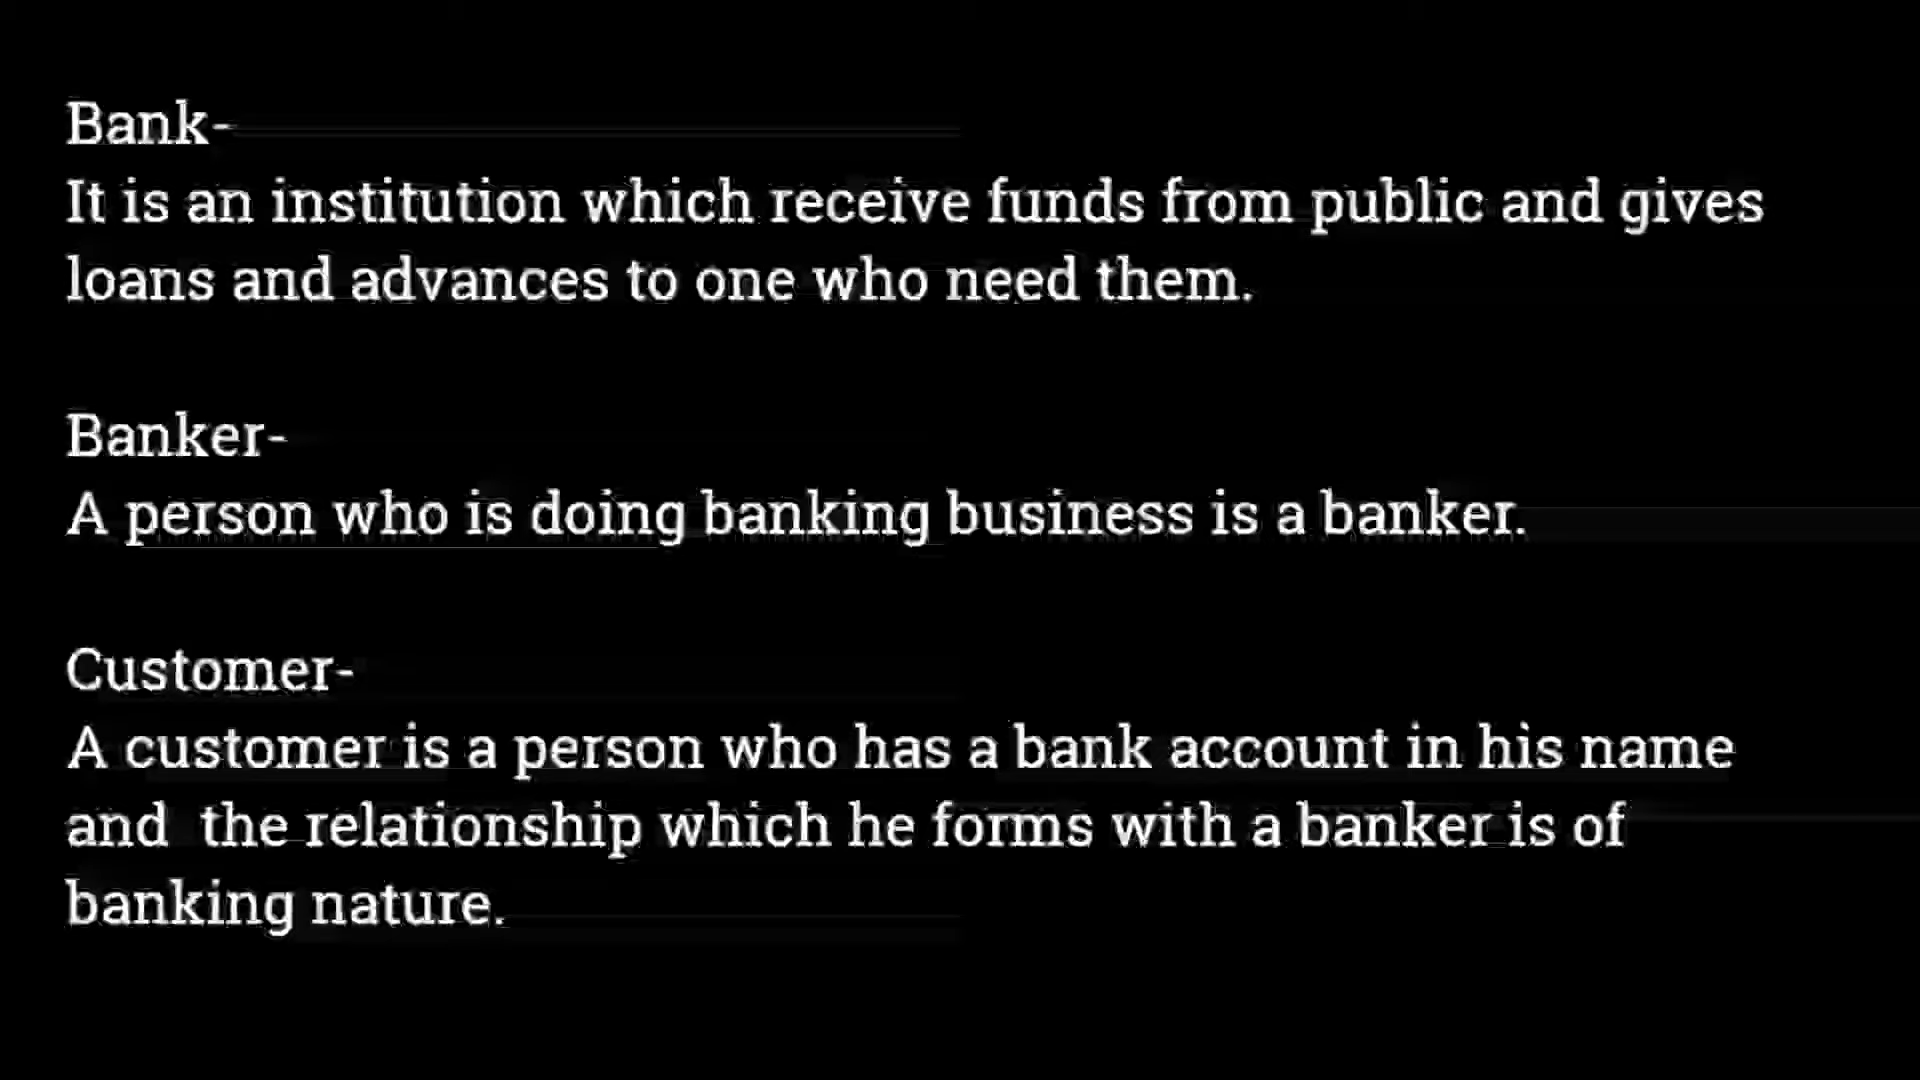 Bank-
It is an institution which receive funds from public and gives
loans and advances to one who need them.
Banker-
A person who is doing banking business is a banker.
Customer-
A customer is a person who has a bank account in his name
and  the relationship which he forms with a banker is of
banking nature.